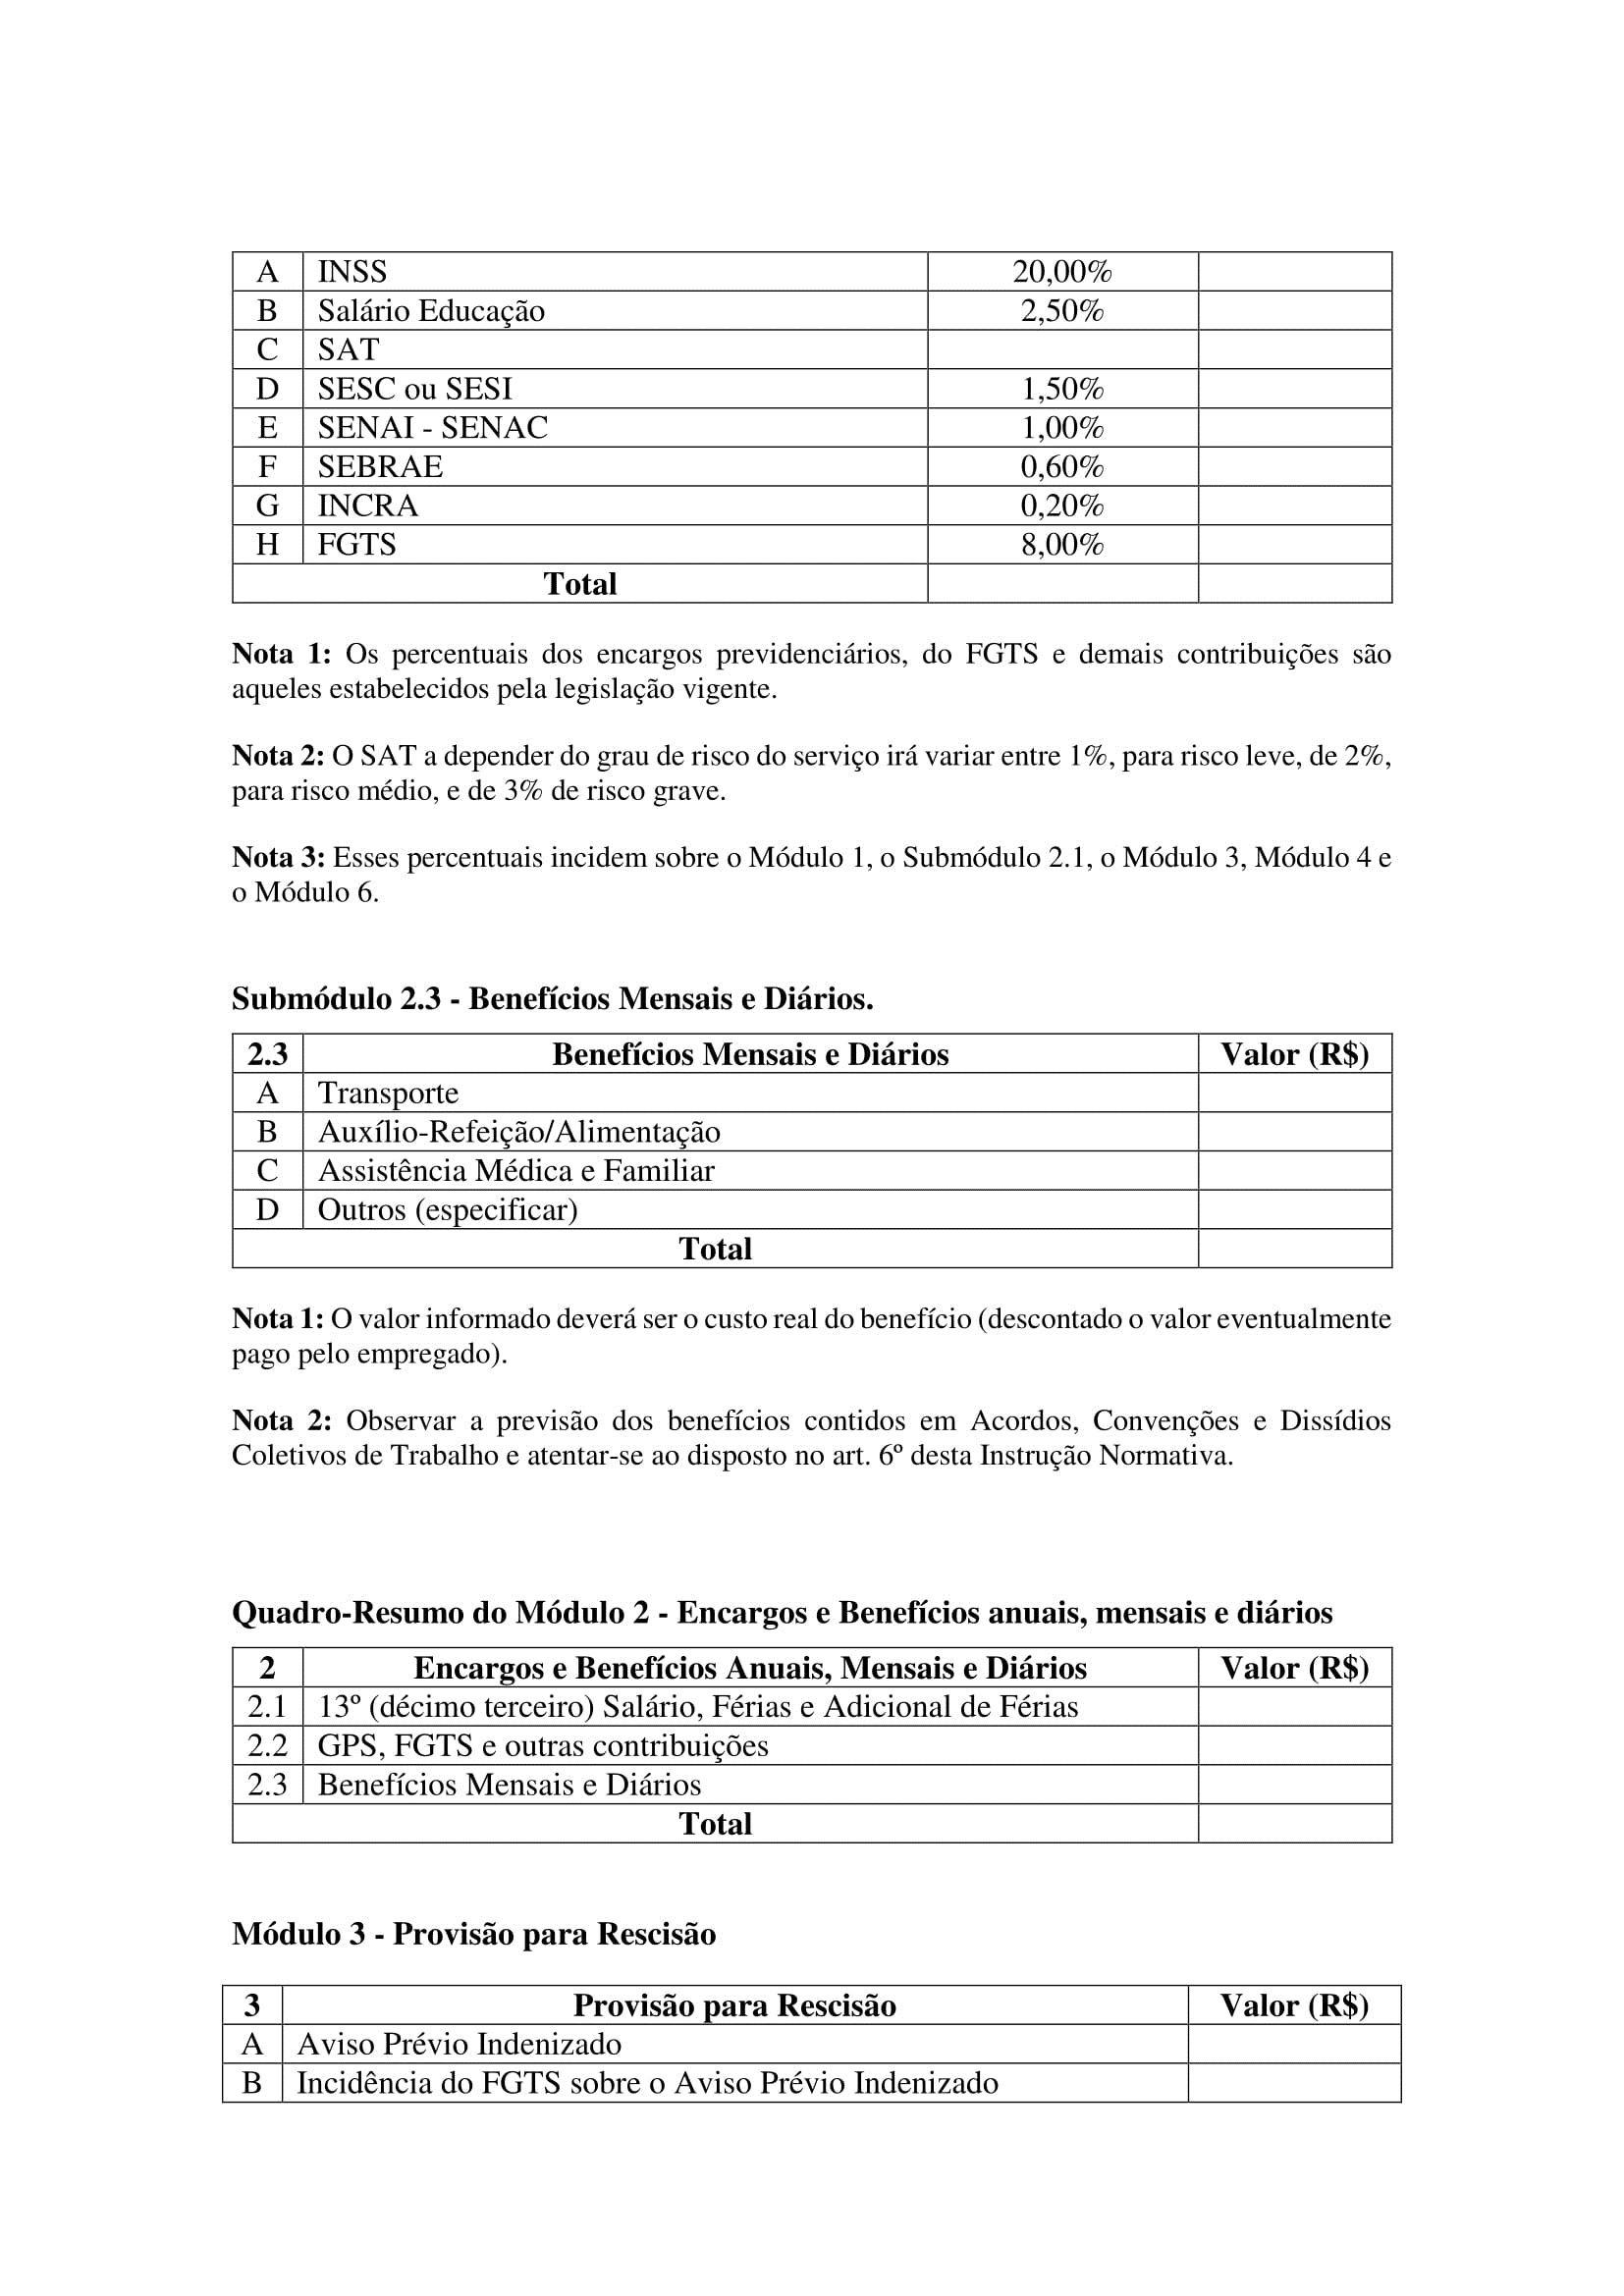 A INSS 20,00%
B Salário Educação 2,50%
C SAT
D SESC ou SESI 1,50%
E SENAI - SENAC 1,00%
F SEBRAE 0,60%
G INCRA 0,20%
H FGTS 8,00%
Total
Nota 1: Os percentuais dos encargos previdenciários, do FGTS e demais contribuições são
aqueles estabelecidos pela legislação vigente.
Nota 2: O SAT a depender do grau de risco do serviço irá variar entre 1%, para risco leve, de 2%,
para risco médio, e de 3% de risco grave.
Nota 3: Esses percentuais incidem sobre o Módulo 1, o Submódulo 2.1, o Módulo 3, Módulo 4 e
o Módulo 6.
Submódulo 2.3 - Benefícios Mensais e Diários.
2.3 Benefícios Mensais e Diários Valor (R$)
A Transporte
B Auxílio-Refeição/Alimentação
C Assistência Médica e Familiar
D Outros (especificar)
Total
Nota 1: O valor informado deverá ser o custo real do benefício (descontado o valor eventualmente
pago pelo empregado).
Nota 2: Observar a previsão dos benefícios contidos em Acordos, Convenções e Dissídios
Coletivos de Trabalho e atentar-se ao disposto no art. 6º desta Instrução Normativa.
Quadro-Resumo do Módulo 2 - Encargos e Benefícios anuais, mensais e diários
2 Encargos e Benefícios Anuais, Mensais e Diários Valor (R$)
2.1 13º (décimo terceiro) Salário, Férias e Adicional de Férias
2.2 GPS, FGTS e outras contribuições
2.3 Benefícios Mensais e Diários
Total
Módulo 3 - Provisão para Rescisão
3 Provisão para Rescisão Valor (R$)
A Aviso Prévio Indenizado
B Incidência do FGTS sobre o Aviso Prévio Indenizado